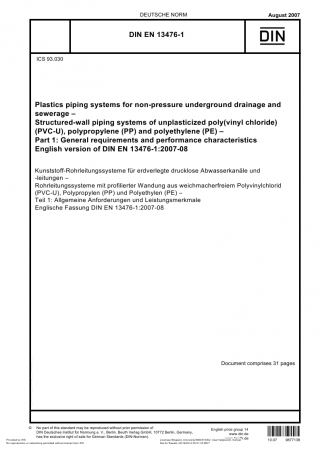 DEUTSCHE NORM
August 2007
DIN EN 13476-1
DIN
ICS 93.030
Plastics piping systems for non-pressure underground drainage and
sewerage –
Structured-wall piping systems of unplasticized poly(vinyl chloride)
(PVC-U), polypropylene (PP) and polyethylene (PE) –
Part 1: General requirements and performance characteristics
English version of DIN EN 13476-1:2007-08
Kunststoff-Rohrleitungssysteme für erdverlegte drucklose Abwasserkanäle und
-leitungen –
Rohrleitungssysteme mit profilierter Wandung aus weichmacherfreiem Polyvinylchlorid
(PVC-U), Polypropylen (PP) und Polyethylen (PE) –
Teil 1: Allgemeine Anforderungen und Leistungsmerkmale
Englische Fassung DIN EN 13476-1:2007-08
Document comprises 31 pages
© No part of this standard may be reproduced without prior permission of
DIN Deutsches Institut für Normung e. V., Berlin. Beuth Verlag GmbH, 10772 Berlin, Germany,
has the exclusive right of sale for German Standards (DIN-Normen).
English price group 14
www.din.de